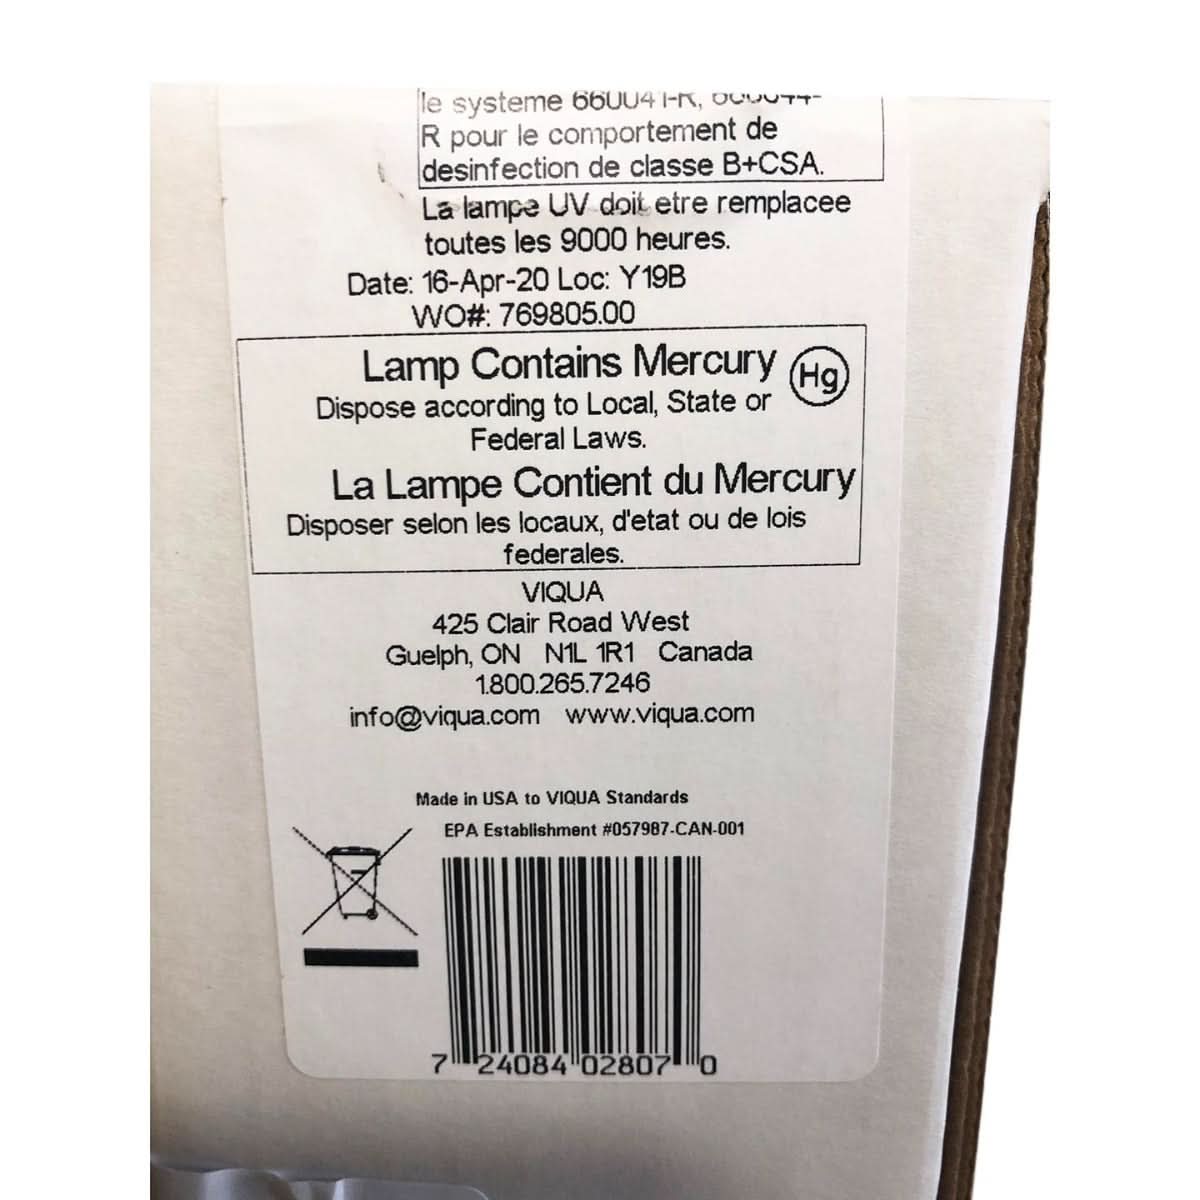 le systeme 660041-R, 660044-
R pour le comportement de
desinfection de classe B+CSA.
La lampe UV doit etre remplacee
toutes les 9000 heures.
Date: 16-Apr-20 Loc: Y19B
WO#: 769805.00
Lamp Contains Mercury
Hg
Dispose according to Local, State or
Federal Laws.
La Lampe Contient du Mercury
Disposer selon les locaux, d'etat ou de lois
federales.
VIQUA
425 Clair Road West
Guelph, ON N1L 1R1 Canada
1.800.265.7246
info@viqua.com www.viqua.com
Made in USA to VIQUA Standards
EPA Establishment #057987-CAN-001
7 24084 02807 0